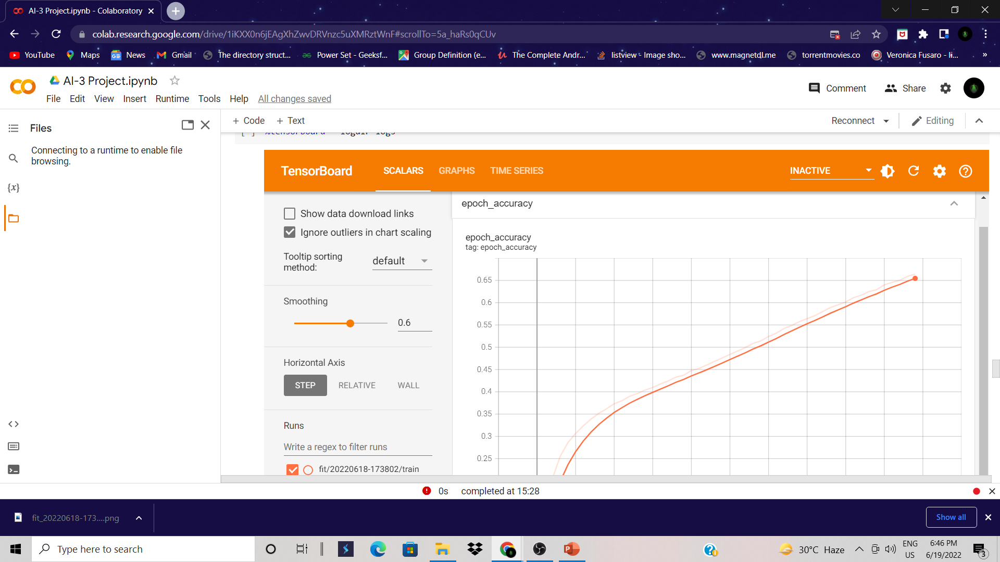 AI-3 Project.ipynb - Colaboratory
colab.research.google.com/drive/1iKXX0n6jEAgXhZwvDRVnzc5uXMRztWnF#scrollTo=5a_haRs0qCUv
YouTube Maps News Gmail The directory struct... Power Set - Geeksf... Group Definition (e... The Complete Andr... listview - Image sho... www.magnetdl.me torrentmovies.co Veronica Fusaro - li... »
AI-3 Project.ipynb
Comment Share
File Edit View Insert Runtime Tools Help All changes saved
Files
+ Code + Text
Reconnect Editing
Connecting to a runtime to enable file
browsing.
{x}
TensorBoard SCALARS GRAPHS TIME SERIES INACTIVE
Show data download links
Ignore outliers in chart scaling
Tooltip sorting
method:
default
Smoothing
0.6
Horizontal Axis
STEP RELATIVE WALL
Runs
Write a regex to filter runs
fit/20220618-173802/train
epoch_accuracy
epoch_accuracy
tag: epoch_accuracy
0.65
0.6
0.55
0.5
0.45
0.4
0.35
0.3
0.25
0s completed at 15:28
fit_20220618-173....png
Show all
Type here to search
30°C Haze
ENG
US
6:46 PM
6/19/2022
3